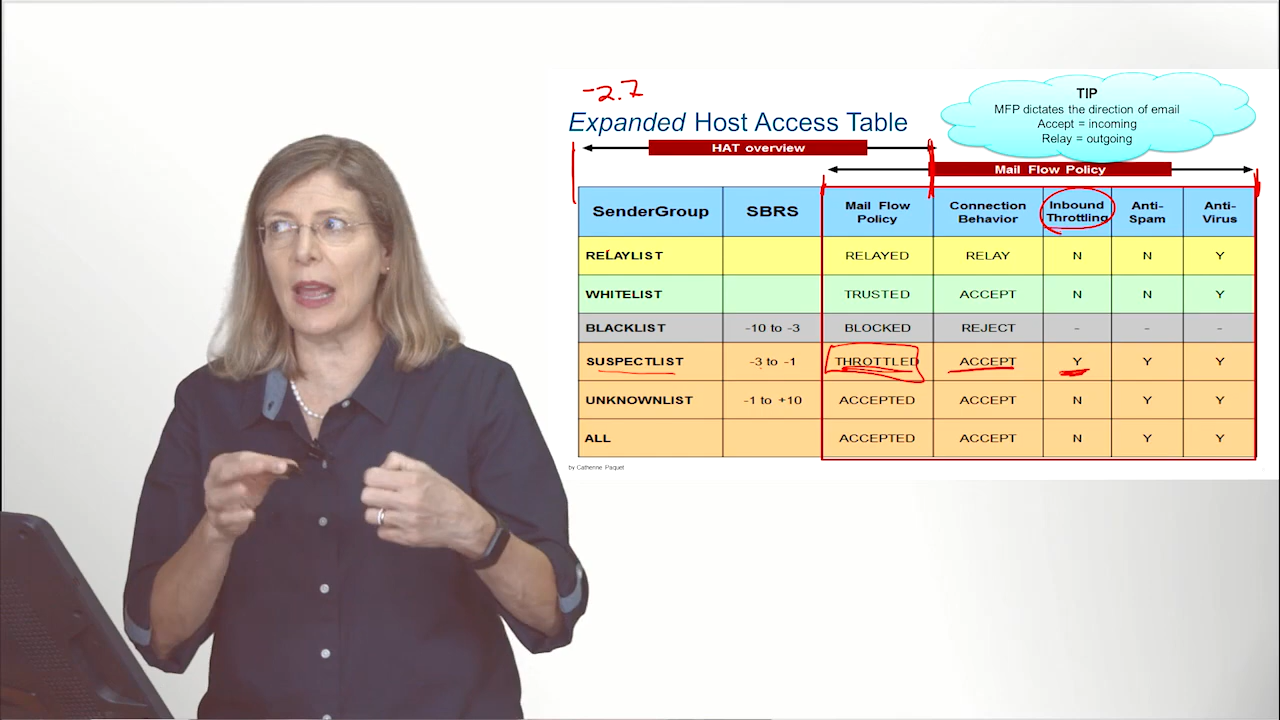 -2.7
Expanded Host Access Table
TIP
MFP dictates the direction of email
Accept = incoming
Relay = outgoing
HAT overview
Mail Flow Policy
SenderGroup SBRS Mail Flow Policy Connection Behavior Inbound Throttling Anti-Spam Anti-Virus
RELAYLIST RELAYED RELAY N N Y
WHITELIST TRUSTED ACCEPT N N Y
BLACKLIST -10 to -3 BLOCKED REJECT - - -
SUSPECTLIST -3 to -1 THROTTLED ACCEPT Y Y Y
UNKNOWNLIST -1 to +10 ACCEPTED ACCEPT N Y Y
ALL ACCEPTED ACCEPT N Y Y
by Catherine Paquet